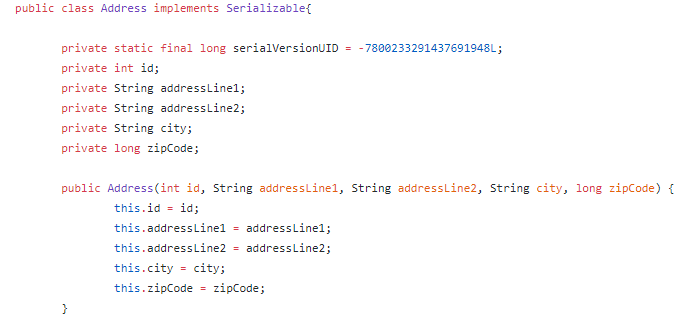 public class Address implements Serializable{
private static final long serialVersionUID = -7800233291437691948L;
private int id;
private String addressLine1;
private String addressLine2;
private String city;
private long zipCode;
public Address(int id, String addressLine1, String addressLine2, String city, long zipCode) {
this.id = id;
this.addressLine1 = addressLine1;
this.addressLine2 = addressLine2;
this.city = city;
this.zipCode = zipCode;
}